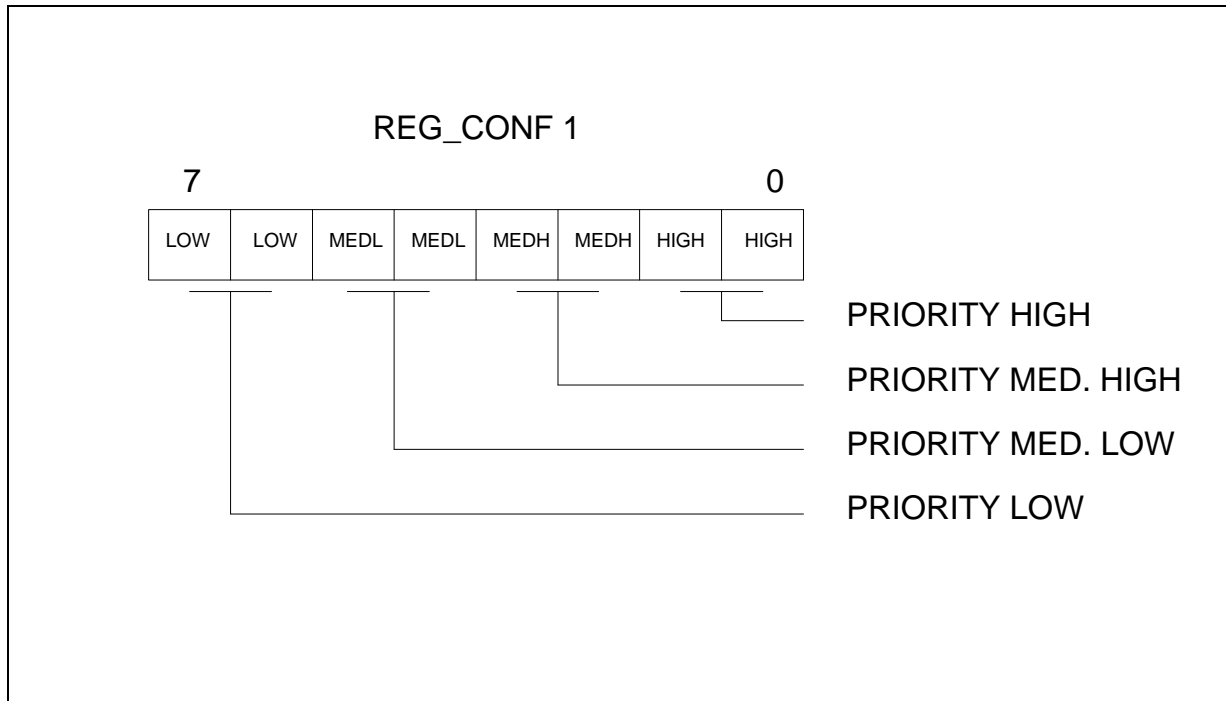 REG_CONF 1
7 0
LOW LOW MEDL MEDL MEDH MEDH HIGH HIGH
PRIORITY HIGH
PRIORITY MED. HIGH
PRIORITY MED. LOW
PRIORITY LOW